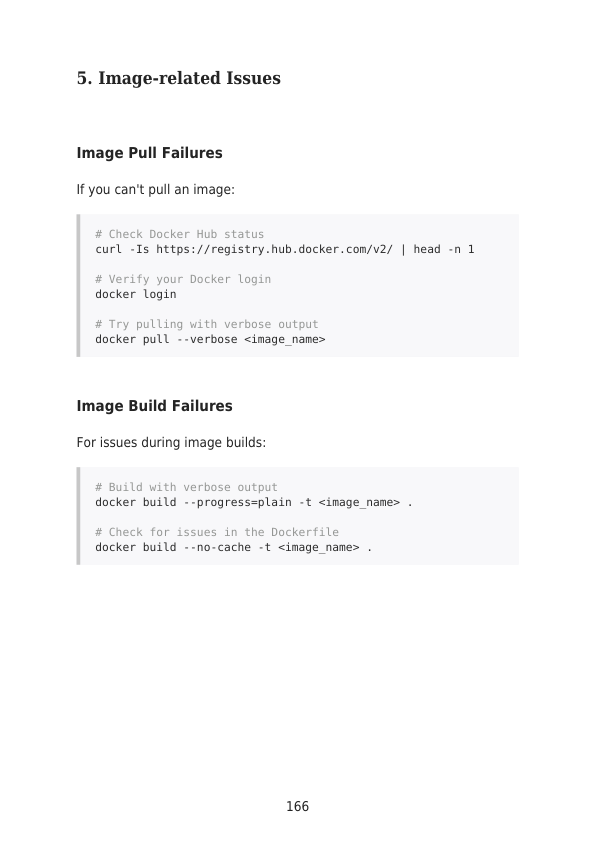 5. Image-related Issues
Image Pull Failures
If you can't pull an image:
# Check Docker Hub status
curl -Is https://registry.hub.docker.com/v2/ | head -n 1
# Verify your Docker login
docker login
# Try pulling with verbose output
docker pull --verbose <image_name>
Image Build Failures
For issues during image builds:
# Build with verbose output
docker build --progress=plain -t <image_name> .
# Check for issues in the Dockerfile
docker build --no-cache -t <image_name> .
166